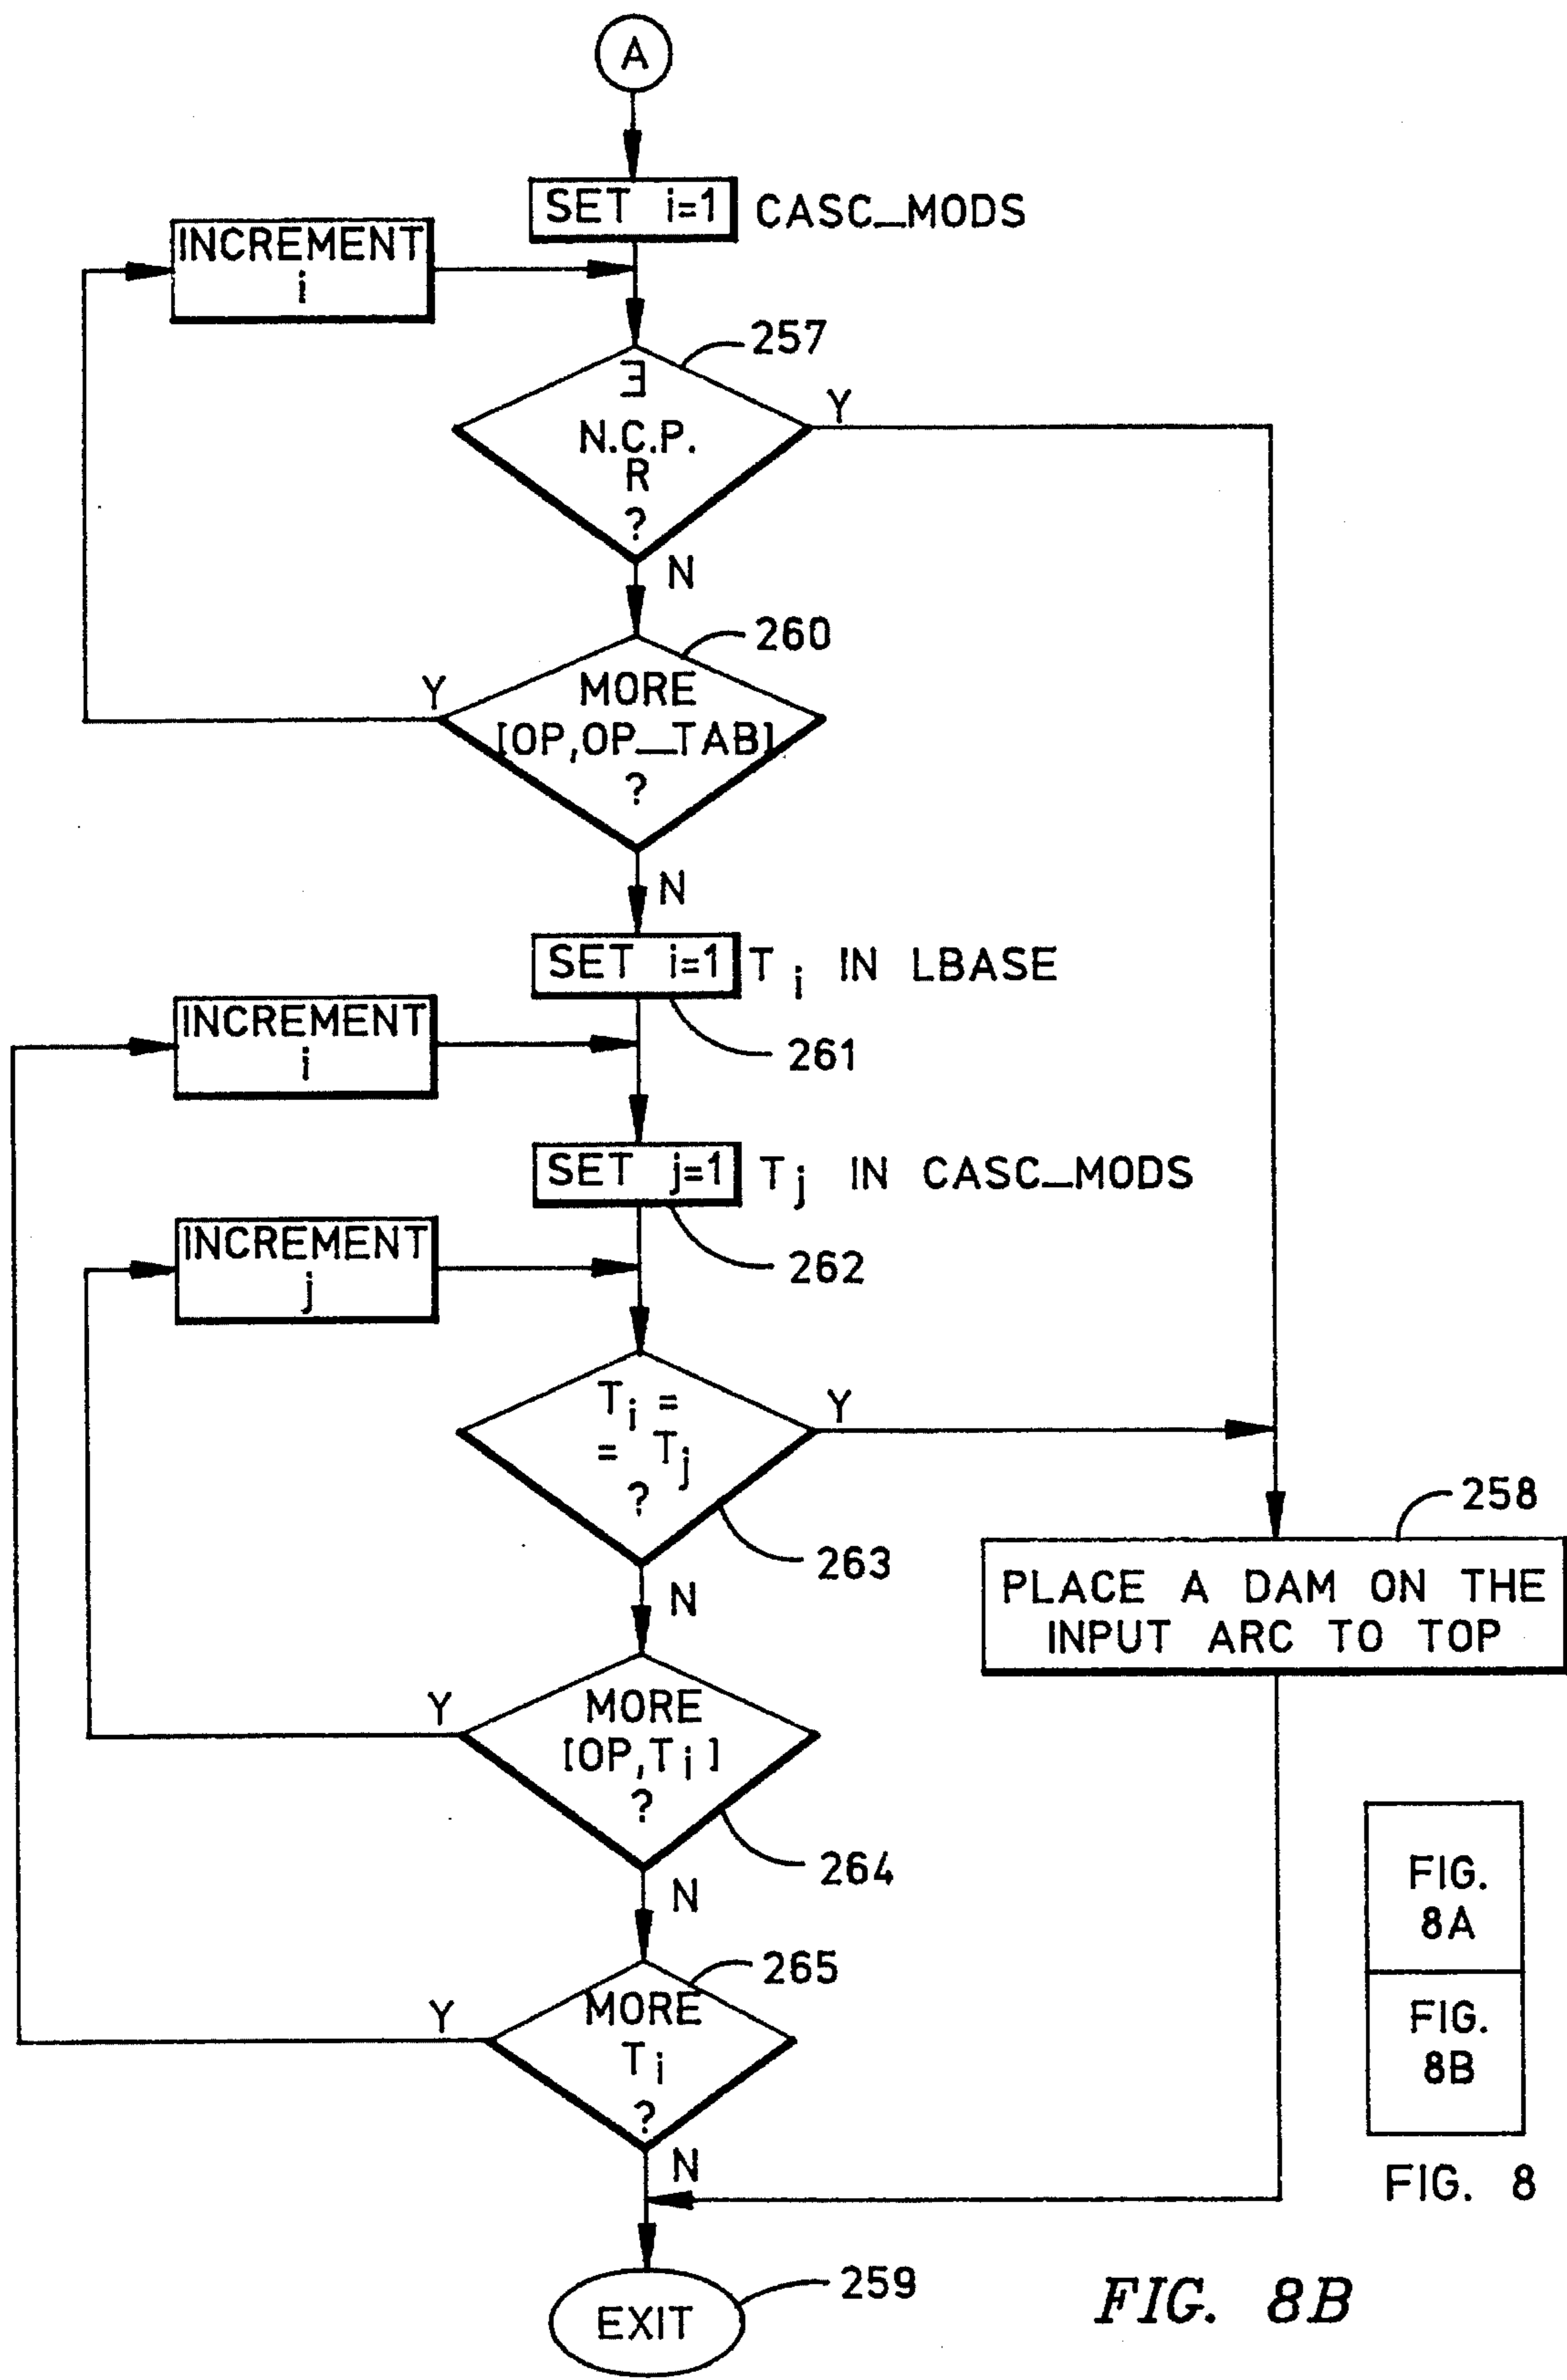 A
SET i=1 CASC_MODS
INCREMENT
i
257
∃
N.C.P.
R
?
Y
N
260
Y
MORE
[OP,OP_TAB]
?
N
SET i=1 T i IN LBASE
261
INCREMENT
i
SET j=1 T j IN CASC_MODS
262
INCREMENT
j
T i =
= T j
?
Y
263
N
258
PLACE A DAM ON THE
INPUT ARC TO TOP
Y
MORE
[OP,T i ]
?
264
N
265
Y
MORE
T i
?
N
EXIT
259
FIG.
8A
FIG.
8B
FIG. 8
FIG. 8B